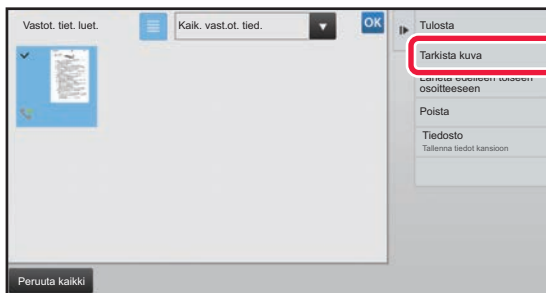 Vastot. tiet. luet.
Kaik. vast.ot. tied.
OK
Tulosta
Tarkista kuva
Lähetä edelleen toiseen
osoitteeseen
Poista
Tiedosto
Tallenna tiedot kansioon
Peruuta kaikki